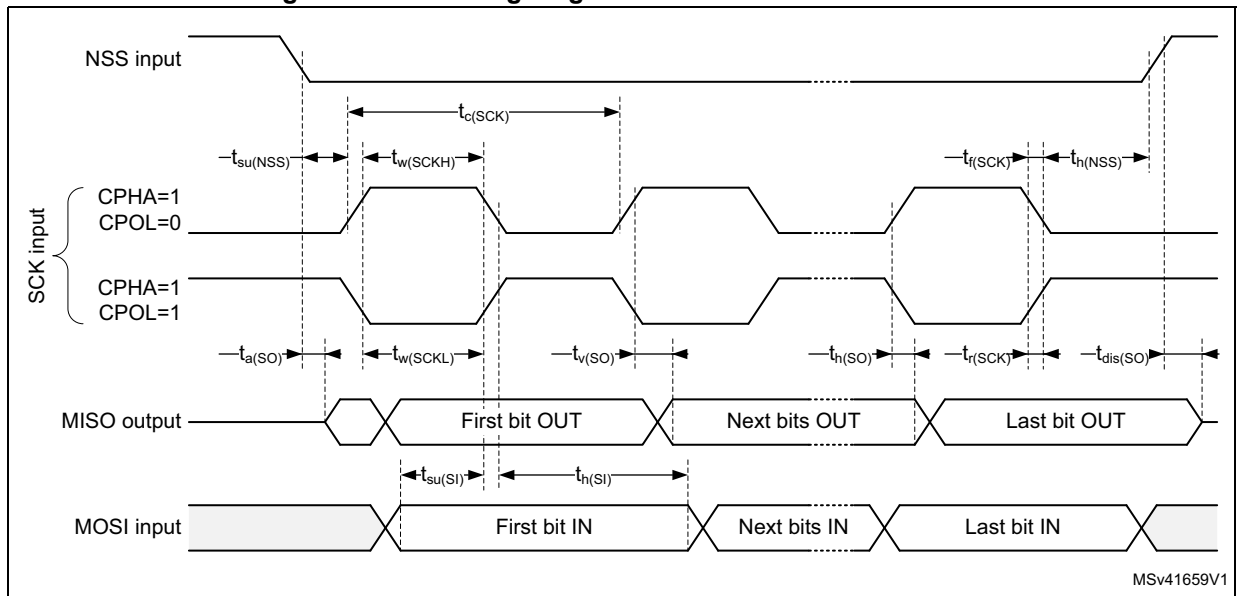 NSS input
tc(SCK)
tsu(NSS)
tw(SCKH)
tf(SCK)
th(NSS)
SCK input
CPHA=1
CPOL=0
CPHA=1
CPOL=1
ta(SO)
tw(SCKL)
tv(SO)
th(SO)
tr(SCK)
tdis(SO)
MISO output
First bit OUT
Next bits OUT
Last bit OUT
tsu(SI)
th(SI)
MOSI input
First bit IN
Next bits IN
Last bit IN
MSv41659V1